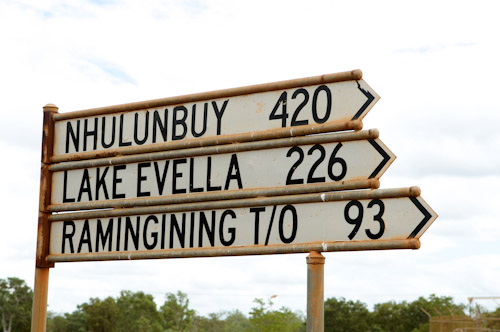 NHULUNBUY 420
LAKE EVELLA 226
RAMINGINING T/O 93